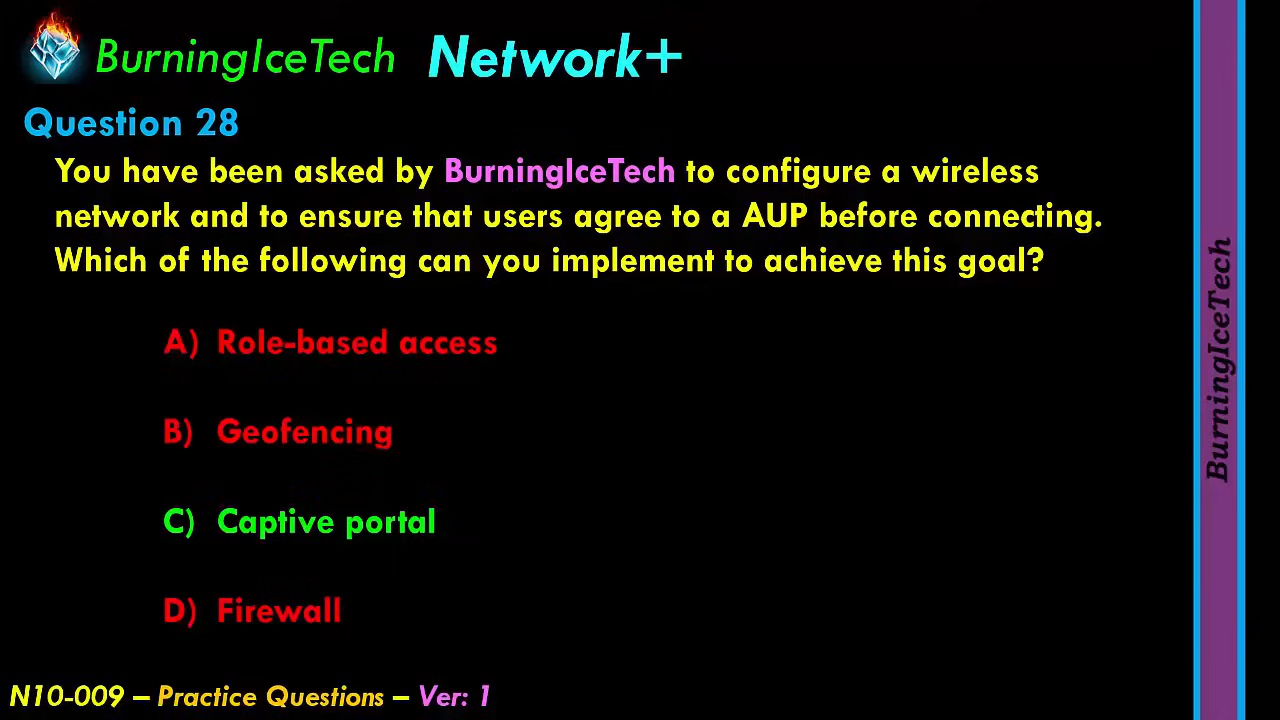 BurningIceTech Network+
Question 28
You have been asked by BurningIceTech to configure a wireless
network and to ensure that users agree to a AUP before connecting.
Which of the following can you implement to achieve this goal?
A) Role-based access
B) Geofencing
C) Captive portal
D) Firewall
N10-009 – Practice Questions – Ver: 1
BurningIceTech